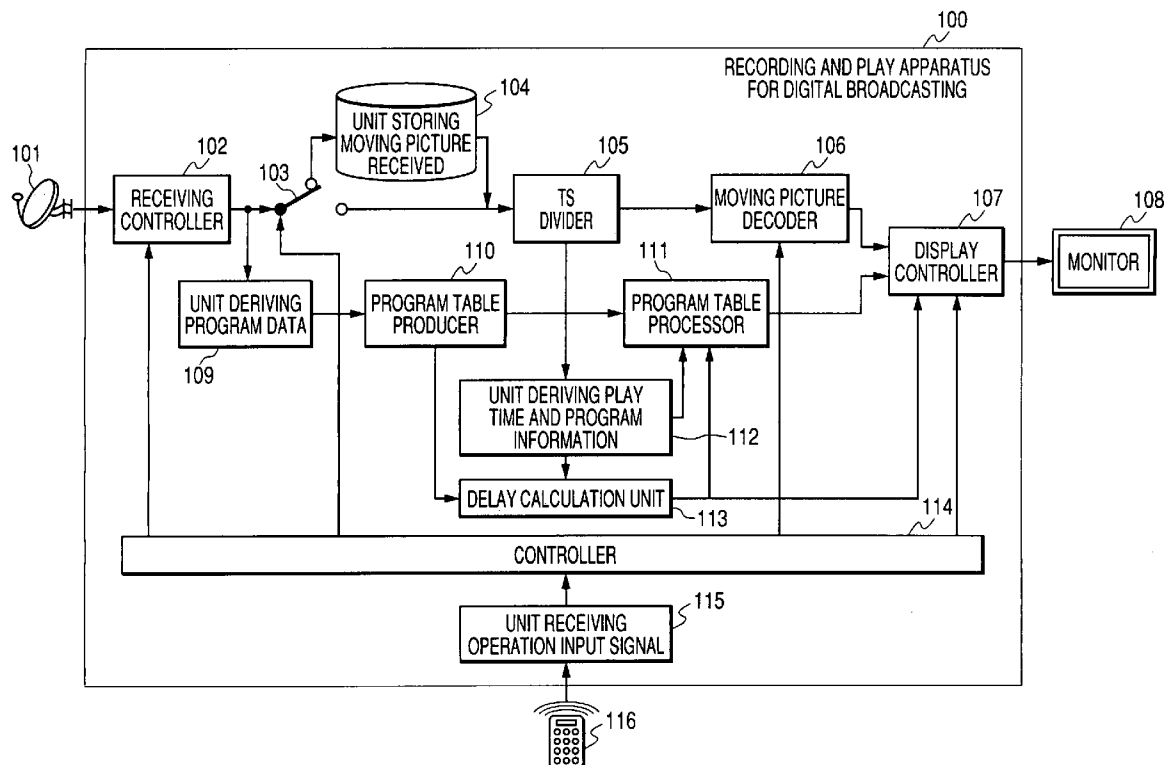 100
RECORDING AND PLAY APPARATUS
FOR DIGITAL BROADCASTING
101
102
RECEIVING
CONTROLLER
103
104
UNIT STORING
MOVING PICTURE
RECEIVED
105
TS
DIVIDER
106
MOVING PICTURE
DECODER
107
DISPLAY
CONTROLLER
108
MONITOR
UNIT DERIVING
PROGRAM DATA
109
110
PROGRAM TABLE
PRODUCER
111
PROGRAM TABLE
PROCESSOR
UNIT DERIVING PLAY
TIME AND PROGRAM
INFORMATION
112
DELAY CALCULATION UNIT
113
114
CONTROLLER
115
UNIT RECEIVING
OPERATION INPUT SIGNAL
116